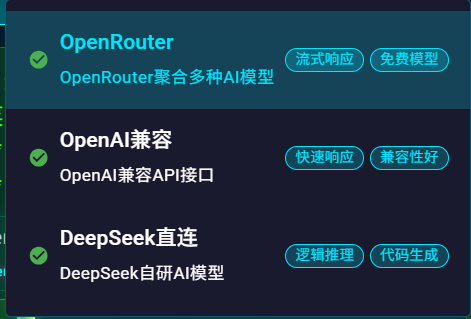 OpenRouter
OpenRouter聚合多种AI模型
流式响应 免费模型
OpenAI兼容
OpenAI兼容API接口
快速响应 兼容性好
DeepSeek直连
DeepSeek自研AI模型
逻辑推理 代码生成